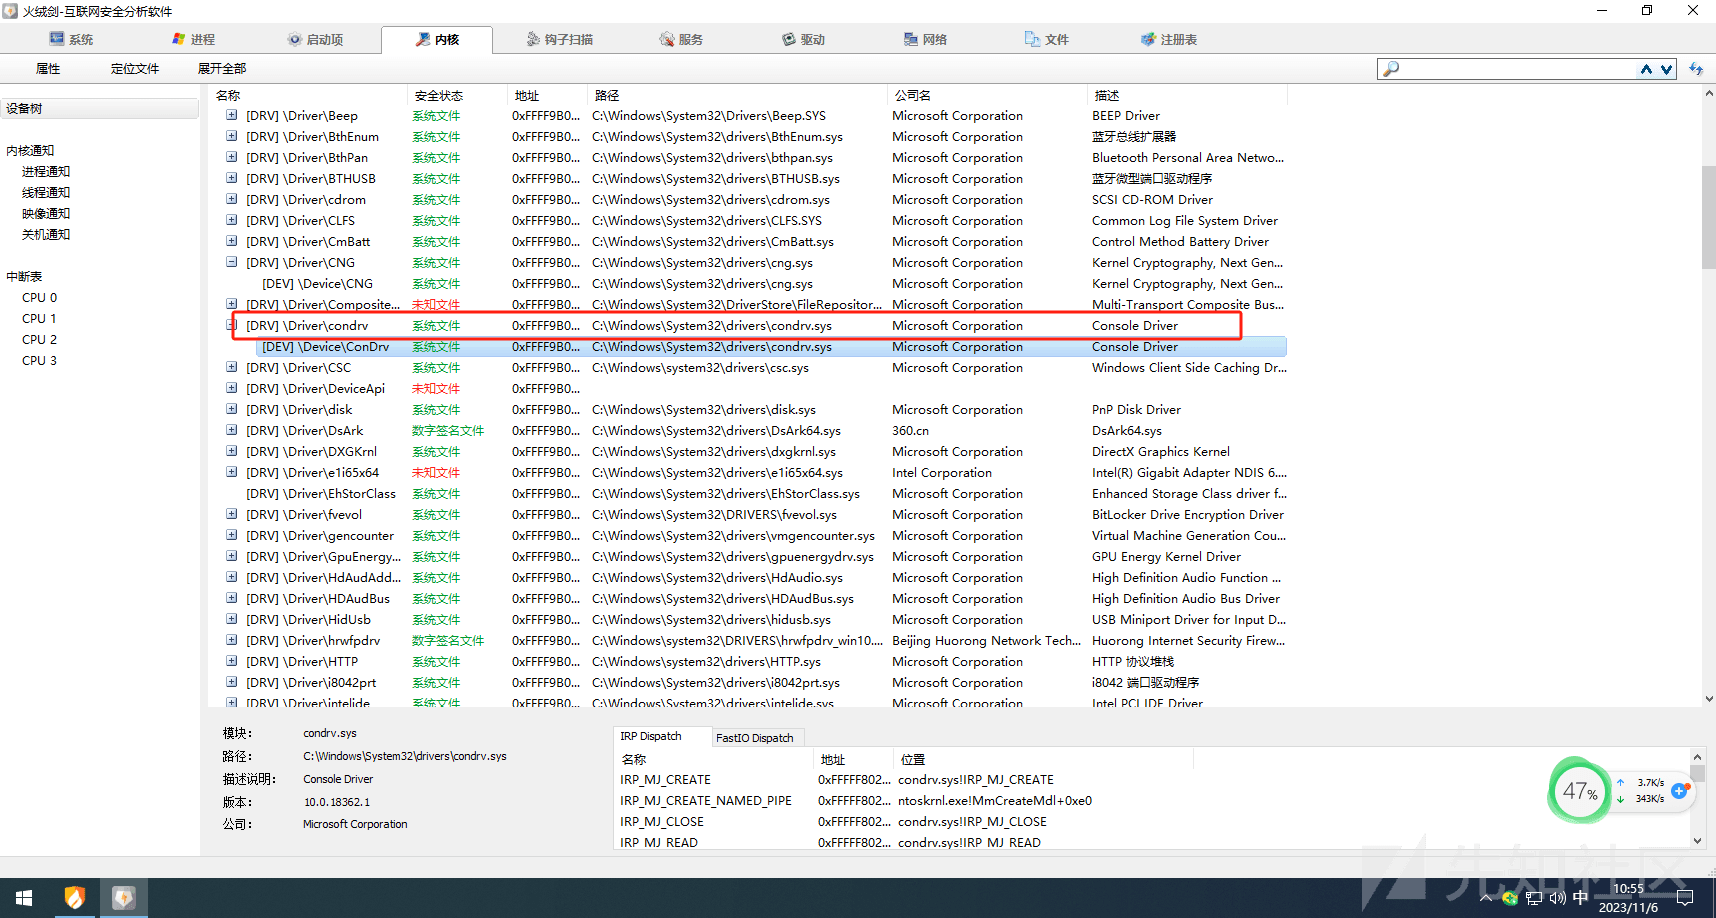 火绒剑-互联网安全分析软件
系统 进程 启动项 内核 钩子扫描 服务 驱动 网络 文件 注册表
属性 定位文件 展开全部
设备树
内核通知
进程通知
线程通知
映像通知
关机通知
中断表
CPU 0
CPU 1
CPU 2
CPU 3
名称 安全状态 地址 路径 公司名 描述
[DRV] \Driver\Beep 系统文件 0xFFFF9B0... C:\Windows\System32\Drivers\Beep.SYS Microsoft Corporation BEEP Driver
[DRV] \Driver\BthEnum 系统文件 0xFFFF9B0... C:\Windows\System32\drivers\BthEnum.sys Microsoft Corporation 蓝牙总线扩展器
[DRV] \Driver\BthPan 系统文件 0xFFFF9B0... C:\Windows\System32\drivers\bthpan.sys Microsoft Corporation Bluetooth Personal Area Netwo...
[DRV] \Driver\BTHUSB 系统文件 0xFFFF9B0... C:\Windows\System32\drivers\BTHUSB.sys Microsoft Corporation 蓝牙微型端口驱动程序
[DRV] \Driver\cdrom 系统文件 0xFFFF9B0... C:\Windows\System32\drivers\cdrom.sys Microsoft Corporation SCSI CD-ROM Driver
[DRV] \Driver\CLFS 系统文件 0xFFFF9B0... C:\Windows\System32\drivers\CLFS.SYS Microsoft Corporation Common Log File System Driver
[DRV] \Driver\CmBatt 系统文件 0xFFFF9B0... C:\Windows\System32\drivers\CmBatt.sys Microsoft Corporation Control Method Battery Driver
[DRV] \Driver\CNG 系统文件 0xFFFF9B0... C:\Windows\System32\drivers\cng.sys Microsoft Corporation Kernel Cryptography, Next Gen...
[DEV] \Device\CNG 系统文件 0xFFFF9B0... C:\Windows\System32\drivers\cng.sys Microsoft Corporation Kernel Cryptography, Next Gen...
[DRV] \Driver\Composite... 未知文件 0xFFFF9B0... C:\Windows\System32\DriverStore\FileRepositor... Microsoft Corporation Multi-Transport Composite Bus...
[DRV] \Driver\condrv 系统文件 0xFFFF9B0... C:\Windows\System32\drivers\condrv.sys Microsoft Corporation Console Driver
[DEV] \Device\ConDrv 系统文件 0xFFFF9B0... C:\Windows\System32\drivers\condrv.sys Microsoft Corporation Console Driver
[DRV] \Driver\CSC 系统文件 0xFFFF9B0... C:\Windows\system32\drivers\csc.sys Microsoft Corporation Windows Client Side Caching Dr...
[DRV] \Driver\DeviceApi 未知文件 0xFFFF9B0...
[DRV] \Driver\disk 系统文件 0xFFFF9B0... C:\Windows\System32\drivers\disk.sys Microsoft Corporation PnP Disk Driver
[DRV] \Driver\DsArk 数字签名文件 0xFFFF9B0... C:\Windows\System32\drivers\DsArk64.sys 360.cn DsArk64.sys
[DRV] \Driver\DXGKrnl 系统文件 0xFFFF9B0... C:\Windows\System32\drivers\dxgkrnl.sys Microsoft Corporation DirectX Graphics Kernel
[DRV] \Driver\e1i65x64 未知文件 0xFFFF9B0... C:\Windows\System32\drivers\e1i65x64.sys Intel Corporation Intel(R) Gigabit Adapter NDIS 6....
[DRV] \Driver\EhStorClass 系统文件 0xFFFF9B0... C:\Windows\System32\drivers\EhStorClass.sys Microsoft Corporation Enhanced Storage Class driver f...
[DRV] \Driver\fvevol 系统文件 0xFFFF9B0... C:\Windows\System32\DRIVERS\fvevol.sys Microsoft Corporation BitLocker Drive Encryption Driver
[DRV] \Driver\gencounter 系统文件 0xFFFF9B0... C:\Windows\System32\drivers\vmgencounter.sys Microsoft Corporation Virtual Machine Generation Cou...
[DRV] \Driver\GpuEnergy... 系统文件 0xFFFF9B0... C:\Windows\System32\drivers\gpuenergydrv.sys Microsoft Corporation GPU Energy Kernel Driver
[DRV] \Driver\HdAudAdd... 系统文件 0xFFFF9B0... C:\Windows\System32\drivers\HdAudio.sys Microsoft Corporation High Definition Audio Function ...
[DRV] \Driver\HDAudBus 系统文件 0xFFFF9B0... C:\Windows\System32\drivers\HDAudBus.sys Microsoft Corporation High Definition Audio Bus Driver
[DRV] \Driver\HidUsb 系统文件 0xFFFF9B0... C:\Windows\System32\drivers\hidusb.sys Microsoft Corporation USB Miniport Driver for Input D...
[DRV] \Driver\hrwfpdrv 数字签名文件 0xFFFF9B0... C:\Windows\system32\DRIVERS\hrwfpdrv_win10.... Beijing Huorong Network Tech... Huorong Internet Security Firew...
[DRV] \Driver\HTTP 系统文件 0xFFFF9B0... C:\Windows\system32\drivers\HTTP.sys Microsoft Corporation HTTP 协议堆栈
[DRV] \Driver\i8042prt 系统文件 0xFFFF9B0... C:\Windows\System32\drivers\i8042prt.sys Microsoft Corporation i8042 端口驱动程序
[DRV] \Driver\intelide 系统文件 0xFFFF9B0... C:\Windows\System32\drivers\intelide.sys Microsoft Corporation Intel PCI IDE Driver
模块: condrv.sys
路径: C:\Windows\System32\drivers\condrv.sys
描述说明: Console Driver
版本: 10.0.18362.1
公司: Microsoft Corporation
IRP Dispatch FastIO Dispatch
名称 地址 位置
IRP_MJ_CREATE 0xFFFFF802... condrv.sys!IRP_MJ_CREATE
IRP_MJ_CREATE_NAMED_PIPE 0xFFFFF802... ntoskrnl.exe!MmCreateMdl+0xe0
IRP_MJ_CLOSE 0xFFFFF802... condrv.sys!IRP_MJ_CLOSE
IRP_MJ_READ 0xFFFFF802... condrv.sys!IRP_MJ_READ
47%
3.7K/s
343K/s
先知社区
中
10:55
2023/11/6